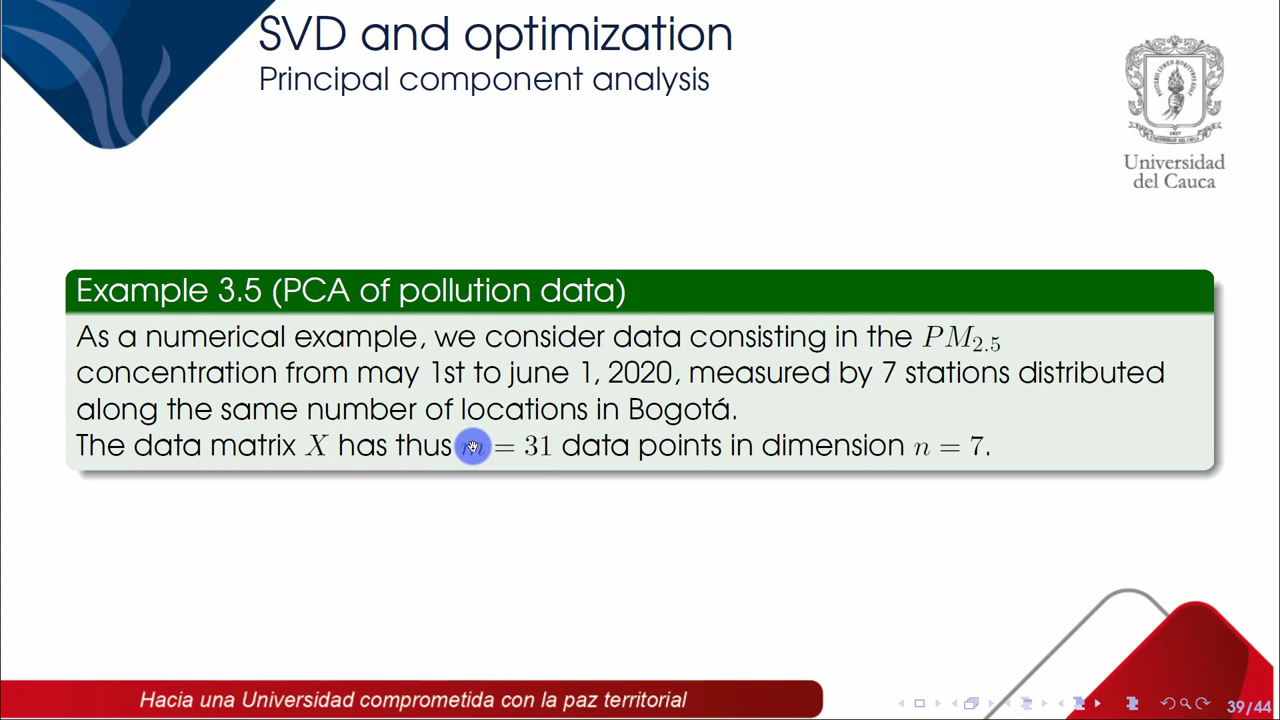 SVD and optimization
Principal component analysis
Universidad
del Cauca
Example 3.5 (PCA of pollution data)
As a numerical example, we consider data consisting in the PM2.5
concentration from may 1st to june 1, 2020, measured by 7 stations distributed
along the same number of locations in Bogotá.
The data matrix X has thus m = 31 data points in dimension n = 7.
Hacia una Universidad comprometida con la paz territorial
39/44